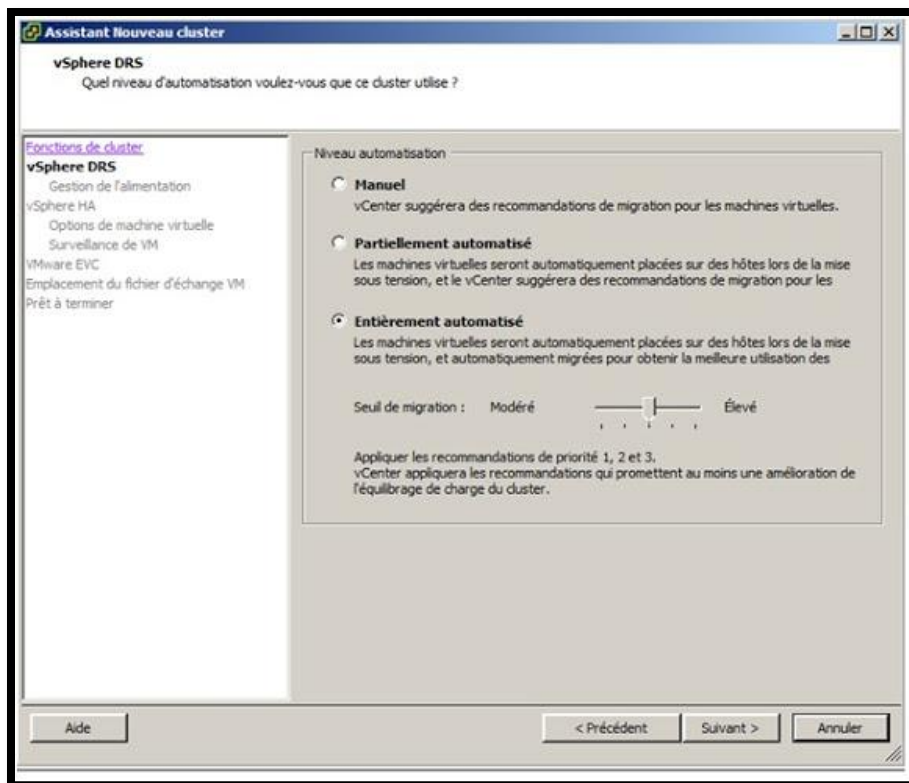 Assistant Nouveau cluster
vSphere DRS
Quel niveau d'automatisation voulez-vous que ce cluster utilise ?
Fonctions de cluster
vSphere DRS
Gestion de l'alimentation
vSphere HA
Options de machine virtuelle
Surveillance de VM
VMware EVC
Emplacement du fichier d'échange VM
Prêt à terminer
Niveau automatisation
Manuel
vCenter suggérera des recommandations de migration pour les machines virtuelles.
Partiellement automatisé
Les machines virtuelles seront automatiquement placées sur des hôtes lors de la mise
sous tension, et le vCenter suggérera des recommandations de migration pour les
Entièrement automatisé
Les machines virtuelles seront automatiquement placées sur des hôtes lors de la mise
sous tension, et automatiquement migrées pour obtenir la meilleure utilisation des
Seuil de migration : Modéré Élevé
Appliquer les recommandations de priorité 1, 2 et 3.
vCenter appliquera les recommandations qui promettent au moins une amélioration de
l'équilibrage de charge du cluster.
Aide < Précédent Suivant > Annuler